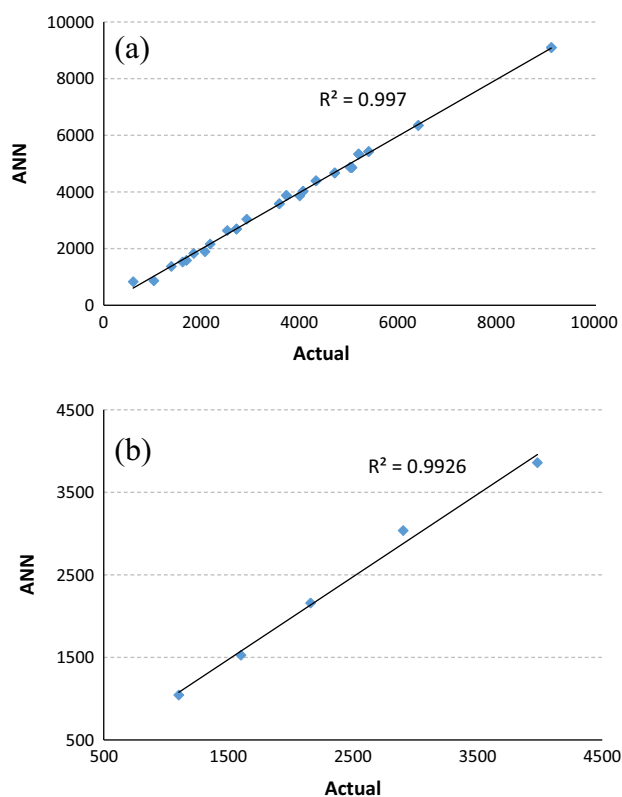 (a)
R² = 0.997
10000
8000
6000
4000
2000
0
ANN
0 2000 4000 6000 8000 10000
Actual
(b)
R² = 0.9926
4500
3500
2500
1500
500
ANN
500 1500 2500 3500 4500
Actual